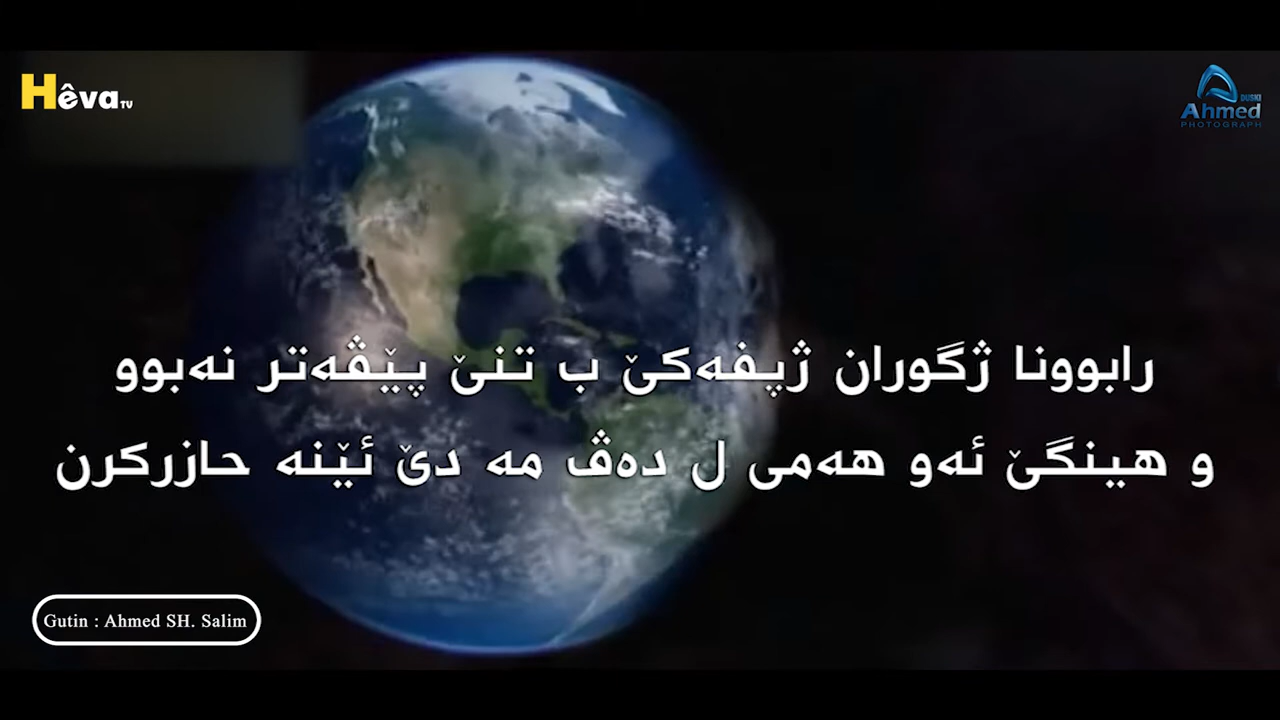 Hêva TV
DUSKI
Ahmed
PHOTOGRAPH
رابوونا ژگوران ژپفەکێ ب تنێ پێڤەتر نەبوو
و هینگێ ئەو هەمی ل دەڤ مە دێ ئێنە حازرکرن
Gutin : Ahmed SH. Salim